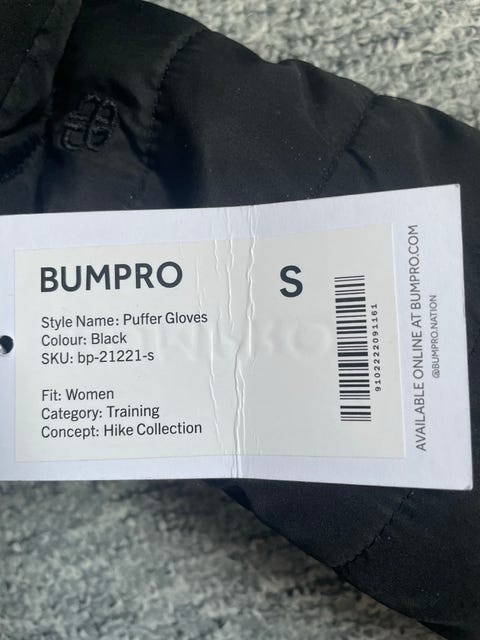 BUMPRO
S
Style Name: Puffer Gloves
Colour: Black
SKU: bp-21221-s
Fit: Women
Category: Training
Concept: Hike Collection
9102222091161
AVAILABLE ONLINE AT BUMPRO.COM
@BUMPRO.NATION